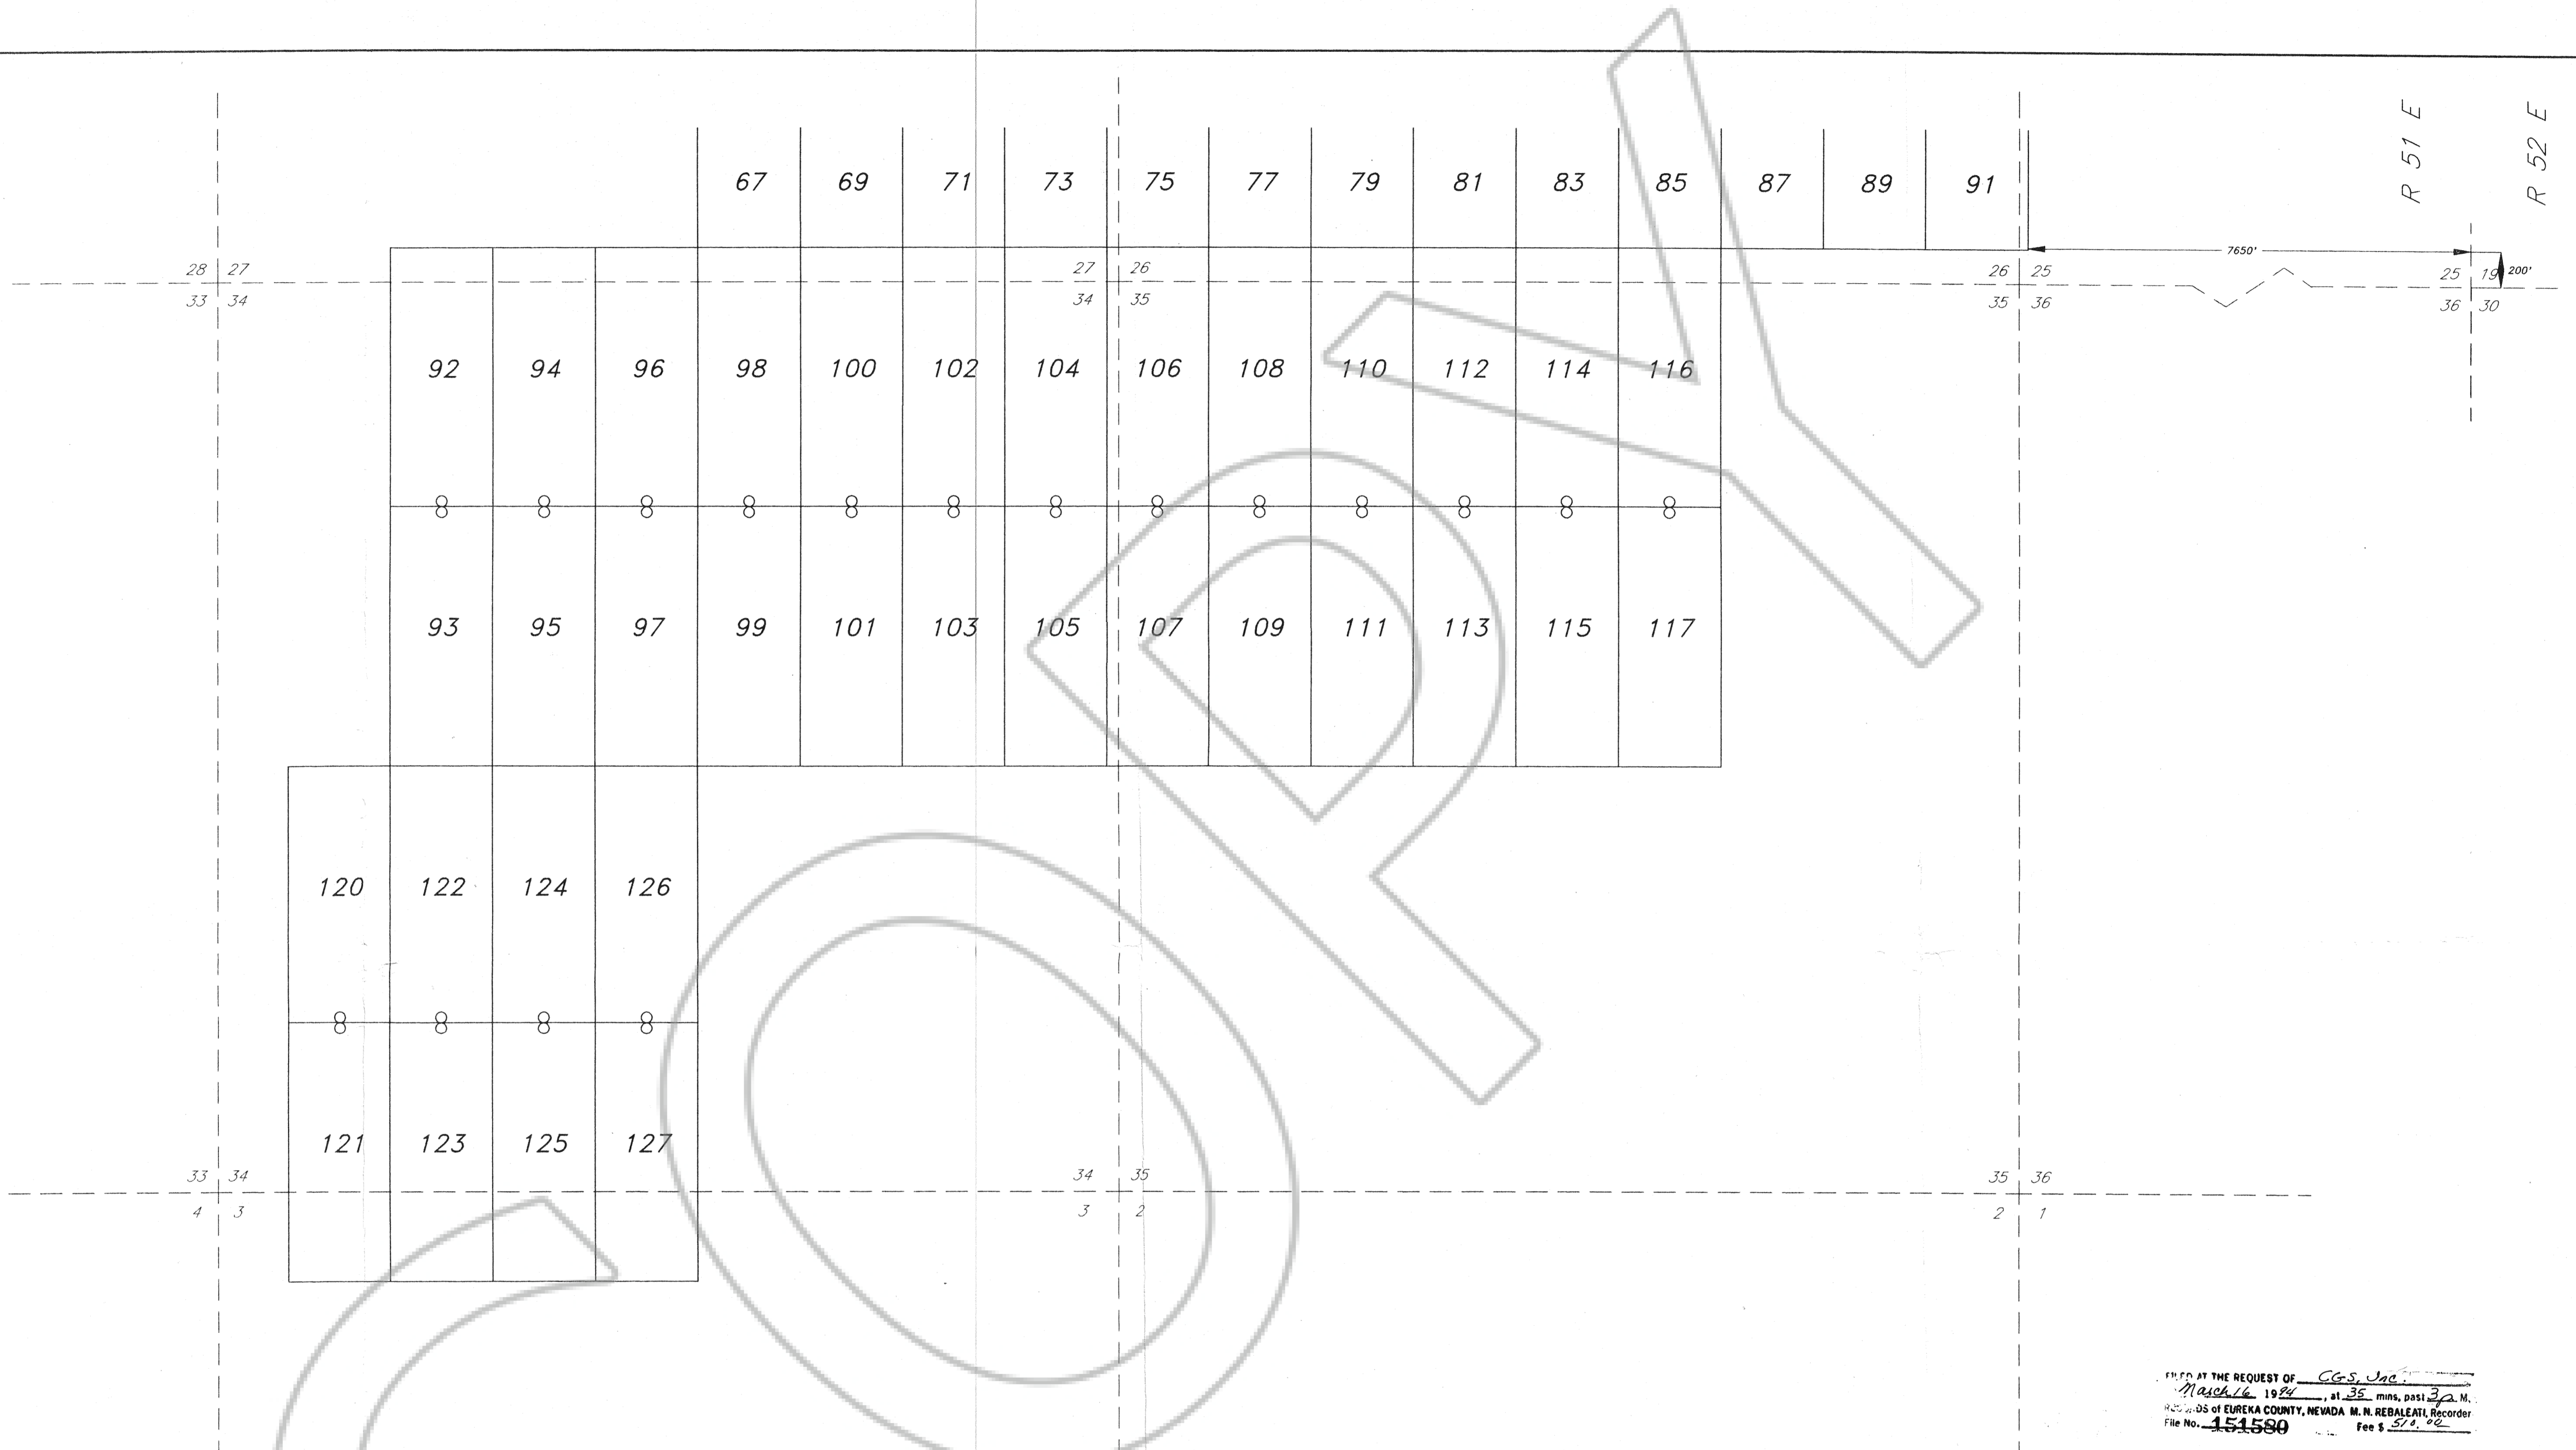 R 51 E
R 52 E
67 69 71 73 75 77 79 81 83 85 87 89 91
7650'
200'
28 27 27 26 26 25 25 19
33 34 34 35 35 36 36 30
92 94 96 98 100 102 104 106 108 110 112 114 116
93 95 97 99 101 103 105 107 109 111 113 115 117
120 122 124 126
121 123 125 127
33 34 34 35 35 36
4 3 3 2 2 1
COPY
FILED AT THE REQUEST OF CGS, Inc.
March 16 1994, at 35 mins, past 3 p M.
RECORDS of EUREKA COUNTY, NEVADA M. N. REBALEATI, Recorder
File No. 151580 Fee $ 510.00